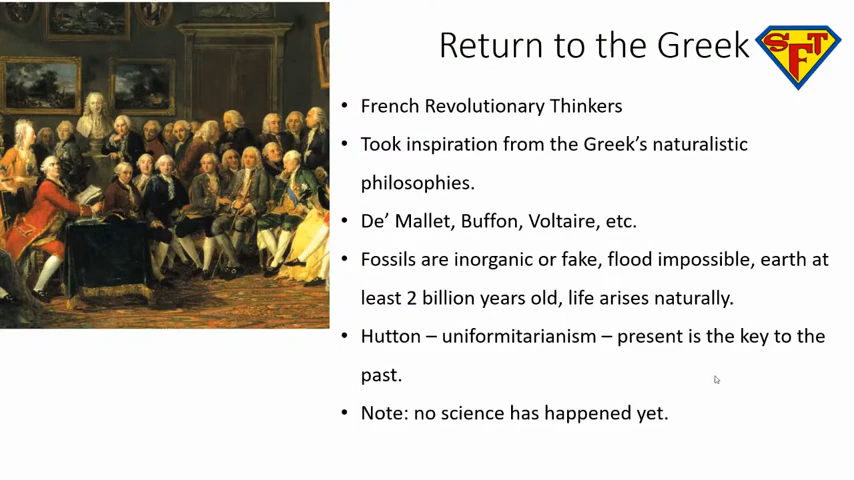 Return to the Greek
SFT
• French Revolutionary Thinkers
• Took inspiration from the Greek's naturalistic
philosophies.
• De' Mallet, Buffon, Voltaire, etc.
• Fossils are inorganic or fake, flood impossible, earth at
least 2 billion years old, life arises naturally.
• Hutton – uniformitarianism – present is the key to the
past.
• Note: no science has happened yet.